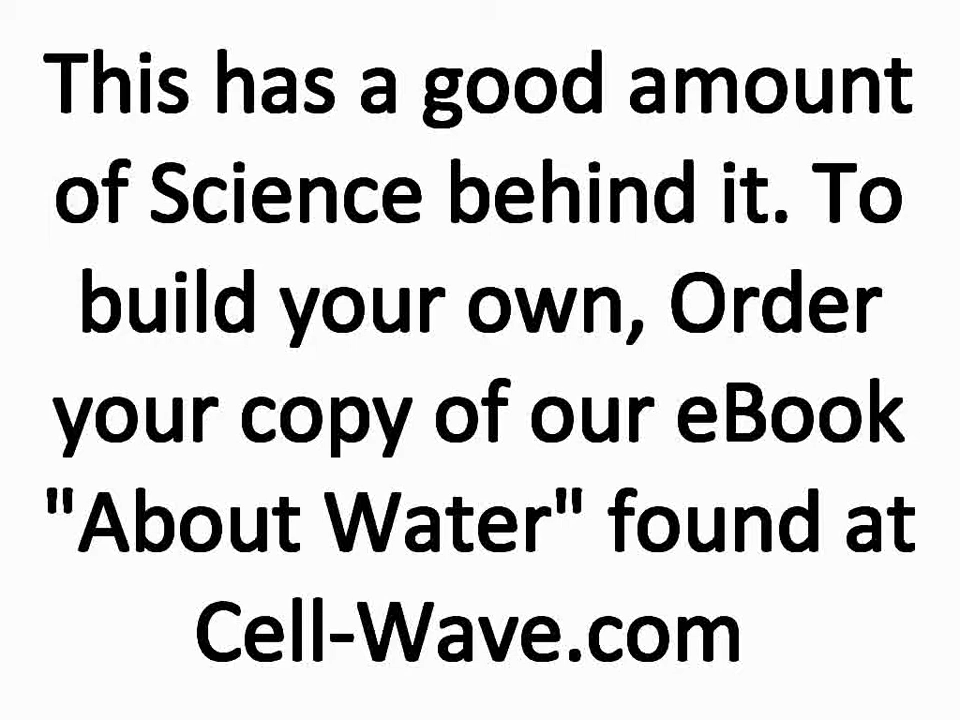 This has a good amount
of Science behind it. To
build your own, Order
your copy of our eBook
"About Water" found at
Cell-Wave.com